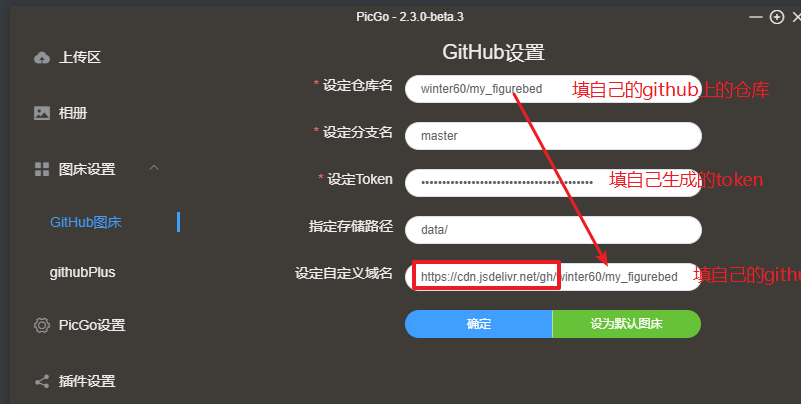 PicGo - 2.3.0-beta.3
上传区
相册
图床设置
GitHub图床
githubPlus
PicGo设置
插件设置
GitHub设置
* 设定仓库名 winter60/my_figurebed 填自己的github上的仓库
* 设定分支名 master
* 设定Token 填自己生成的token
指定存储路径 data/
设定自定义域名 https://cdn.jsdelivr.net/gh/winter60/my_figurebed 填自己的githu
确定 设为默认图床